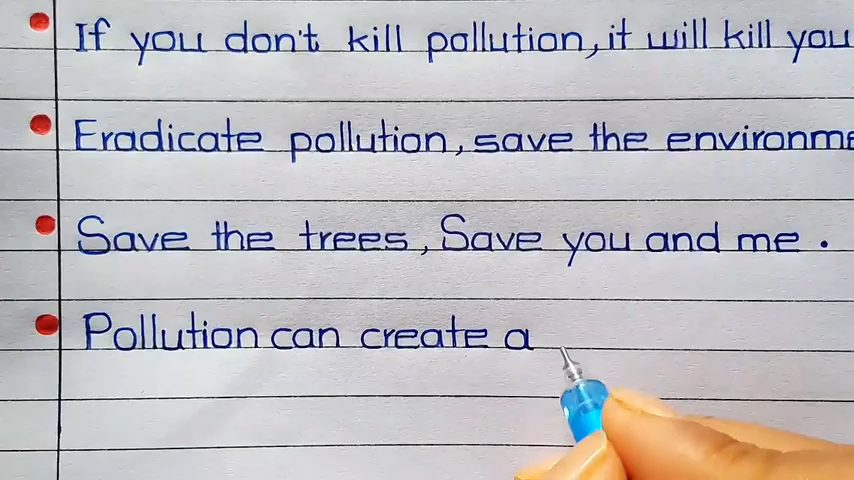 If you don't kill pollution, it will kill you
Eradicate pollution, save the environme
Save the trees, Save you and me.
Pollution can create a